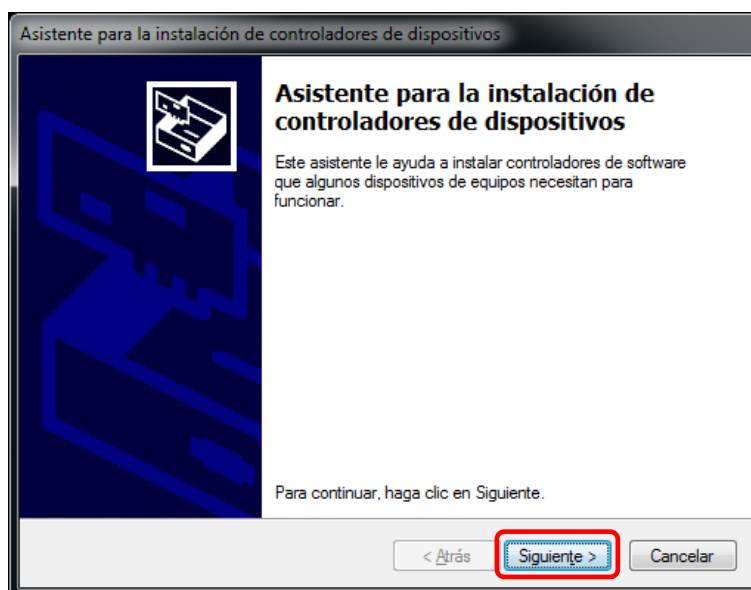 Asistente para la instalación de controladores de dispositivos
Asistente para la instalación de
controladores de dispositivos
Este asistente le ayuda a instalar controladores de software
que algunos dispositivos de equipos necesitan para
funcionar.
Para continuar, haga clic en Siguiente.
< Atrás
Siguiente >
Cancelar